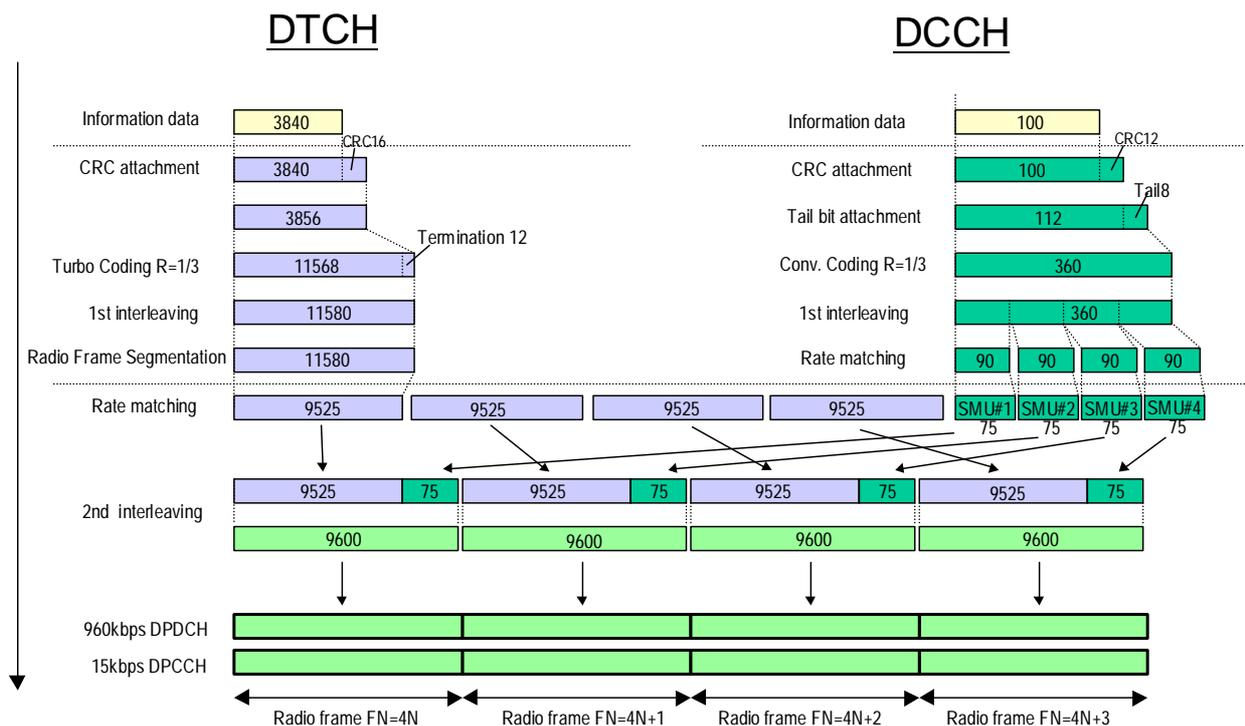 DTCH
DCCH
Information data
3840
Information data
100
CRC16
CRC12
CRC attachment
3840
CRC attachment
100
Tail8
3856
Tail bit attachment
112
Termination 12
Turbo Coding R=1/3
11568
Conv. Coding R=1/3
360
1st interleaving
11580
1st interleaving
360
Radio Frame Segmentation
11580
Rate matching
90
90
90
90
Rate matching
9525
9525
9525
9525
SMU#1
SMU#2
SMU#3
SMU#4
75
75
75
75
2nd interleaving
9525
75
9525
75
9525
75
9525
75
9600
9600
9600
9600
960kbps DPDCH
15kbps DPCCH
Radio frame FN=4N
Radio frame FN=4N+1
Radio frame FN=4N+2
Radio frame FN=4N+3